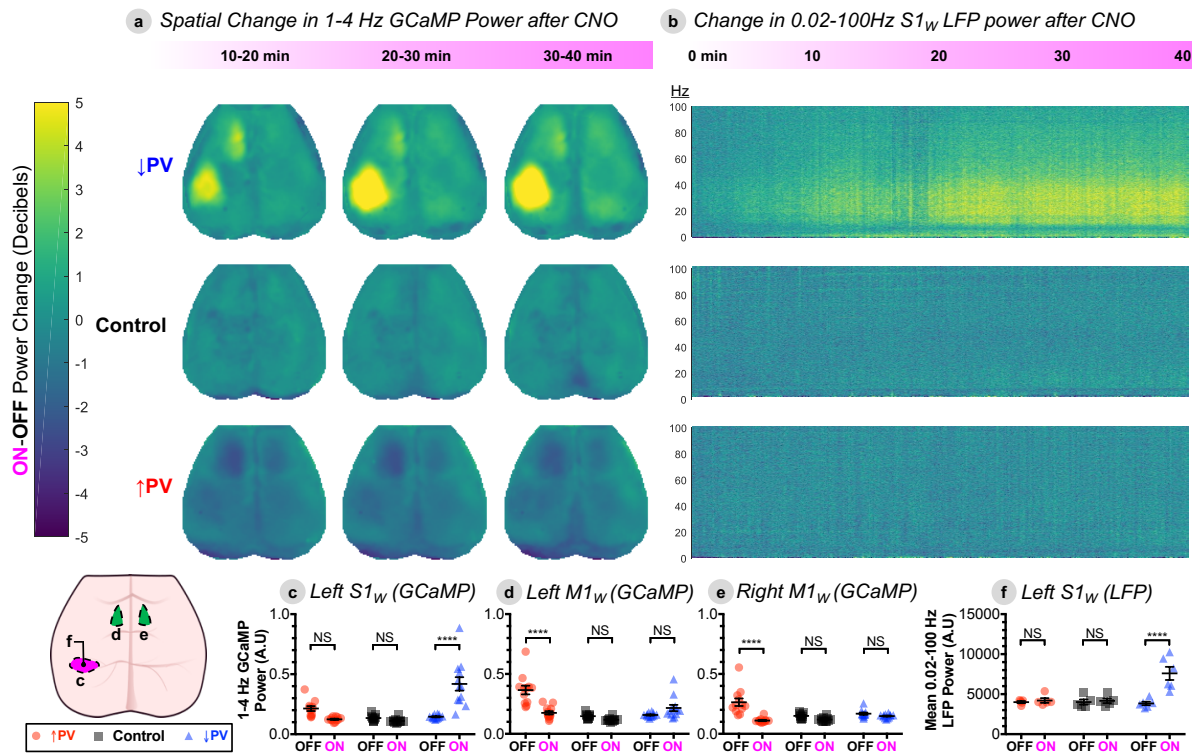 a Spatial Change in 1-4 Hz GCaMP Power after CNO
10-20 min 20-30 min 30-40 min
b Change in 0.02-100Hz S1W LFP power after CNO
0 min 10 20 30 40
Hz
ON-OFF Power Change (Decibels)
5
4
3
2
1
0
-1
-2
-3
-4
-5
↓PV
100
80
60
40
20
0
Control
100
80
60
40
20
0
↑PV
100
80
60
40
20
0
f
d
e
c
↑PV Control ↓PV
c Left S1W (GCaMP)
1-4 Hz GCaMP
Power (A.U)
1.0
0.5
0.0
NS NS ****
OFF ON OFF ON OFF ON
d Left M1W (GCaMP)
1.0
0.5
0.0
**** NS NS
OFF ON OFF ON OFF ON
e Right M1W (GCaMP)
1.0
0.5
0.0
**** NS NS
OFF ON OFF ON OFF ON
f Left S1W (LFP)
Mean 0.02-100 Hz
LFP Power (A.U)
15000
10000
5000
0
NS NS ****
OFF ON OFF ON OFF ON